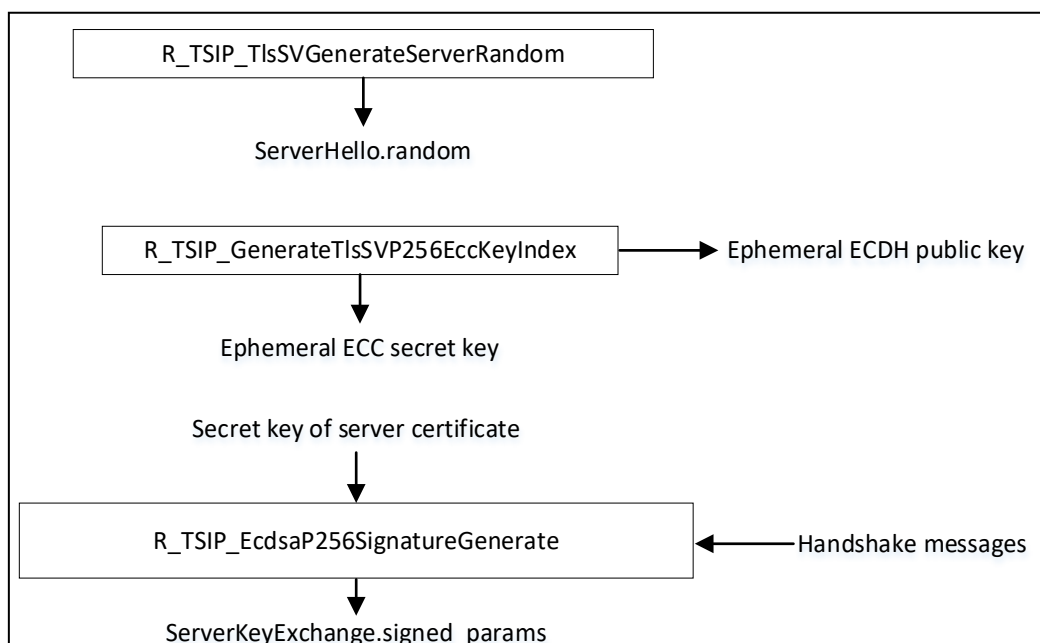 R_TSIP_TlsSVGenerateServerRandom
ServerHello.random
R_TSIP_GenerateTlsSVP256EccKeyIndex
Ephemeral ECDH public key
Ephemeral ECC secret key
Secret key of server certificate
R_TSIP_EcdsaP256SignatureGenerate
Handshake messages
ServerKeyExchange.signed_params